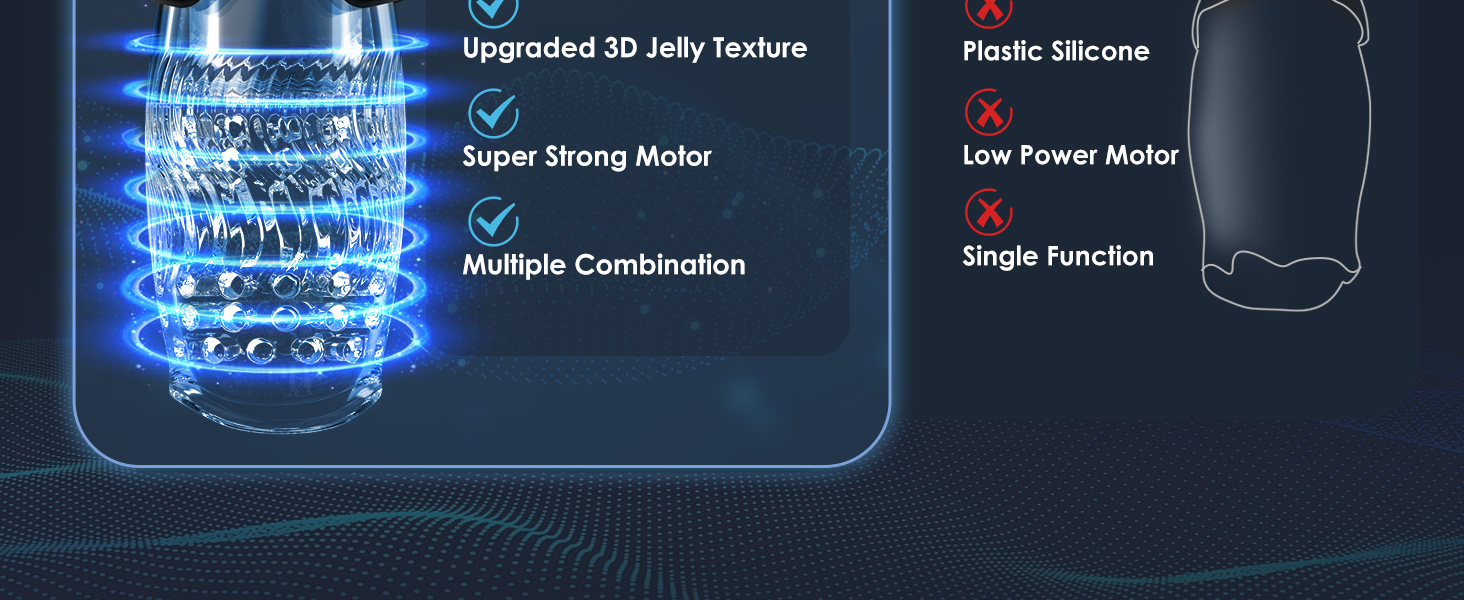 Upgraded 3D Jelly Texture
Super Strong Motor
Multiple Combination
Plastic Silicone
Low Power Motor
Single Function